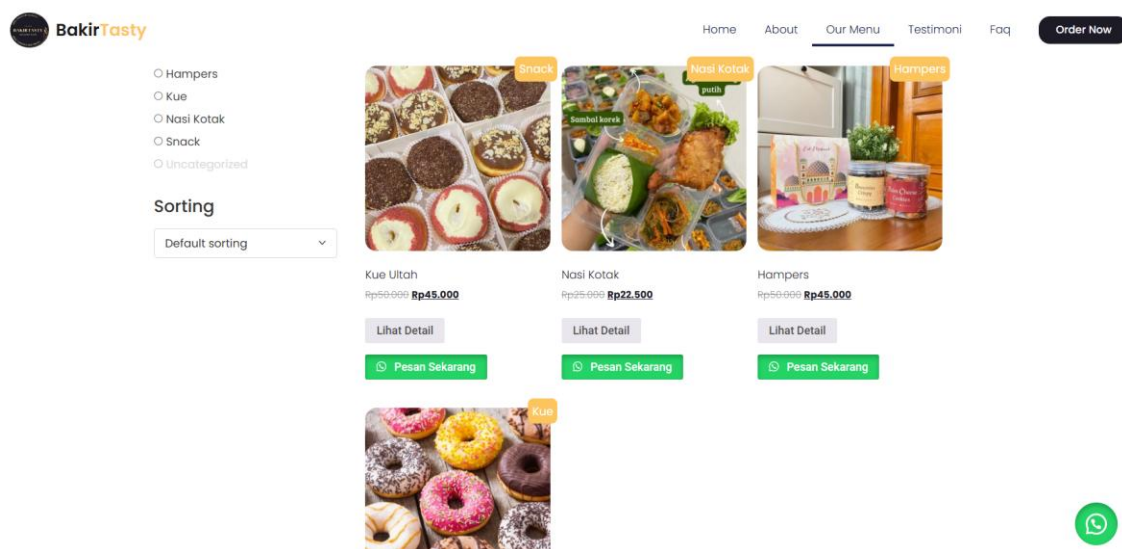 BAKIR TASTY
BakirTasty
Home
About
Our Menu
Testimoni
Faq
Order Now
Hampers
Kue
Nasi Kotak
Snack
Uncategorized
Sorting
Default sorting
Snack
Kue Ultah
Rp50.000 Rp45.000
Lihat Detail
Pesan Sekarang
Nasi Kotak
putih
Sambal korek
Nasi Kotak
Rp25.000 Rp22.500
Lihat Detail
Pesan Sekarang
Hampers
Hampers
Rp50.000 Rp45.000
Lihat Detail
Pesan Sekarang
Kue